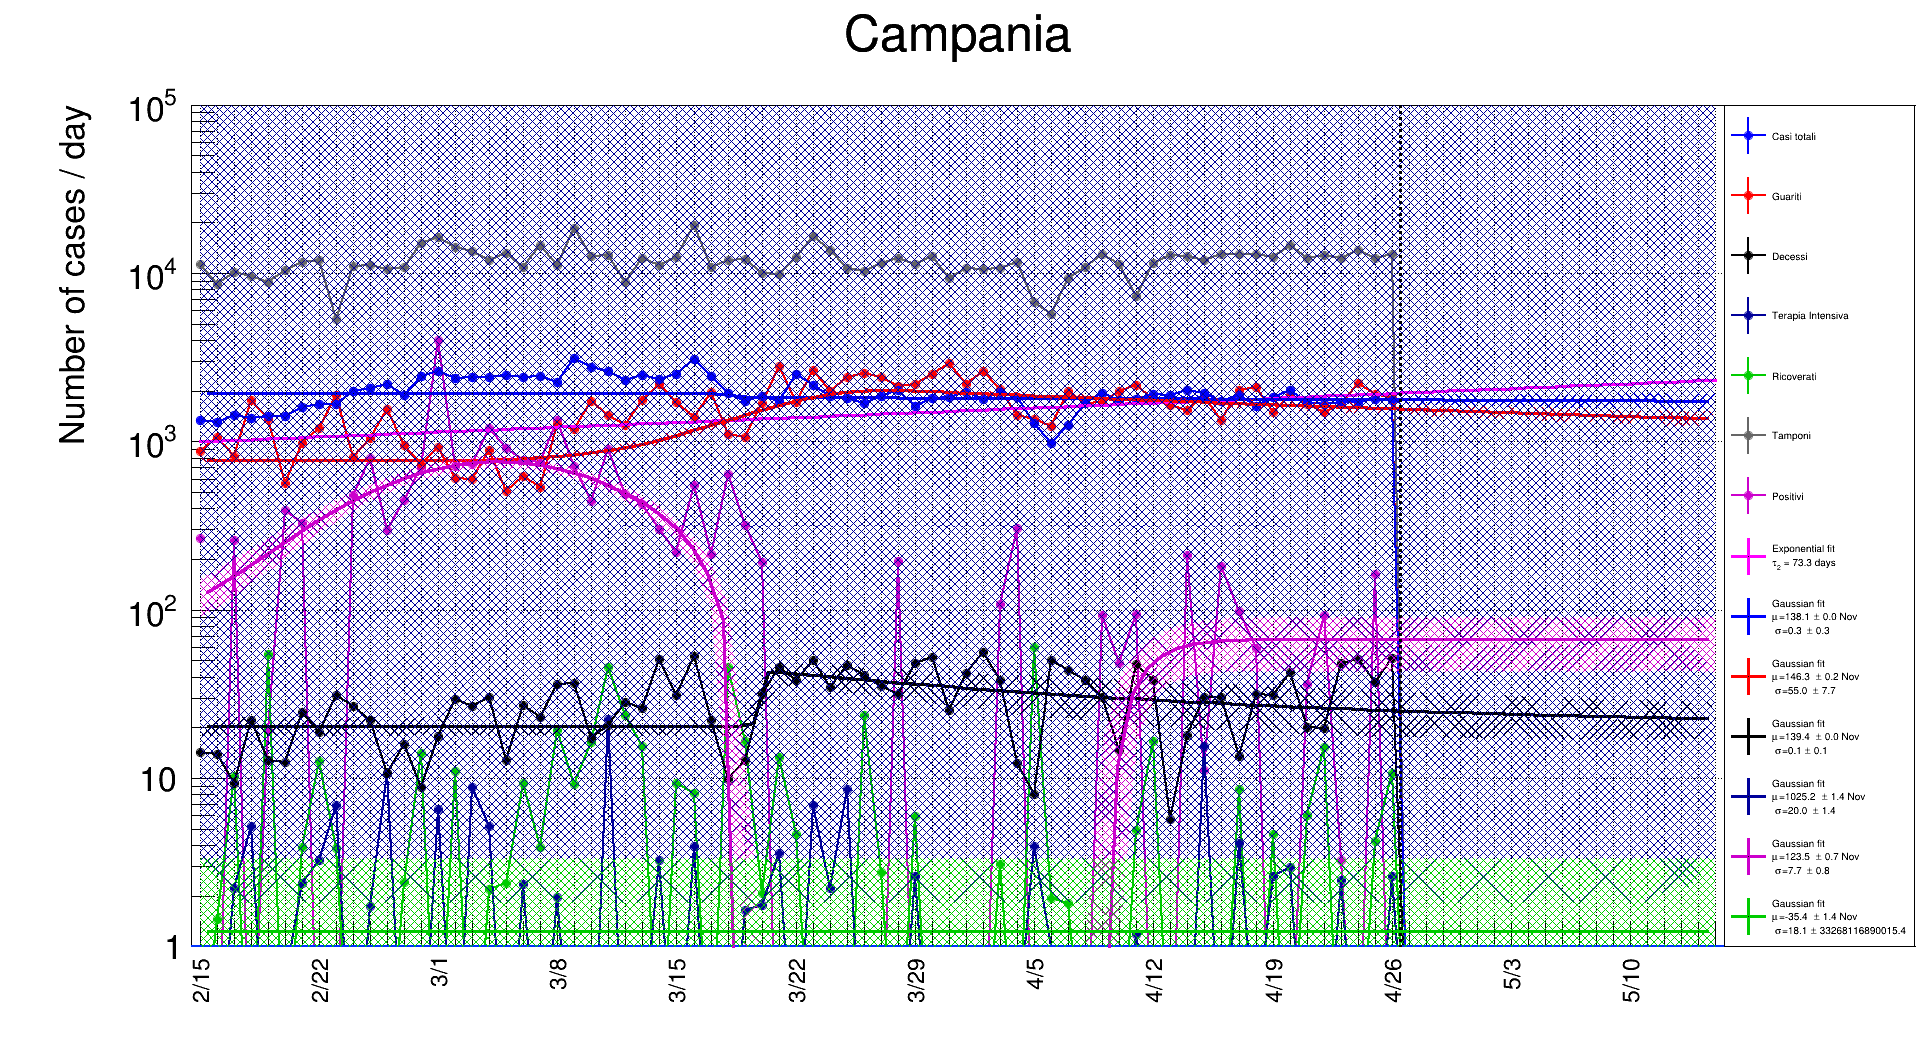 Campania
Number of cases / day
10^5
10^4
10^3
10^2
10
1
2/15
2/22
3/1
3/8
3/15
3/22
3/29
4/5
4/12
4/19
4/26
5/3
5/10
Casi totali
Guariti
Decessi
Terapia Intensiva
Ricoverati
Tamponi
Positivi
Exponential fit
τ_2 = 73.3 days
Gaussian fit
μ=138.1 ± 0.0 Nov
σ=0.3 ± 0.3
Gaussian fit
μ=146.3 ± 0.2 Nov
σ=55.0 ± 7.7
Gaussian fit
μ=139.4 ± 0.0 Nov
σ=0.1 ± 0.1
Gaussian fit
μ=1025.2 ± 1.4 Nov
σ=20.0 ± 1.4
Gaussian fit
μ=123.5 ± 0.7 Nov
σ=7.7 ± 0.8
Gaussian fit
μ=-35.4 ± 1.4 Nov
σ=18.1 ± 33268116890015.4